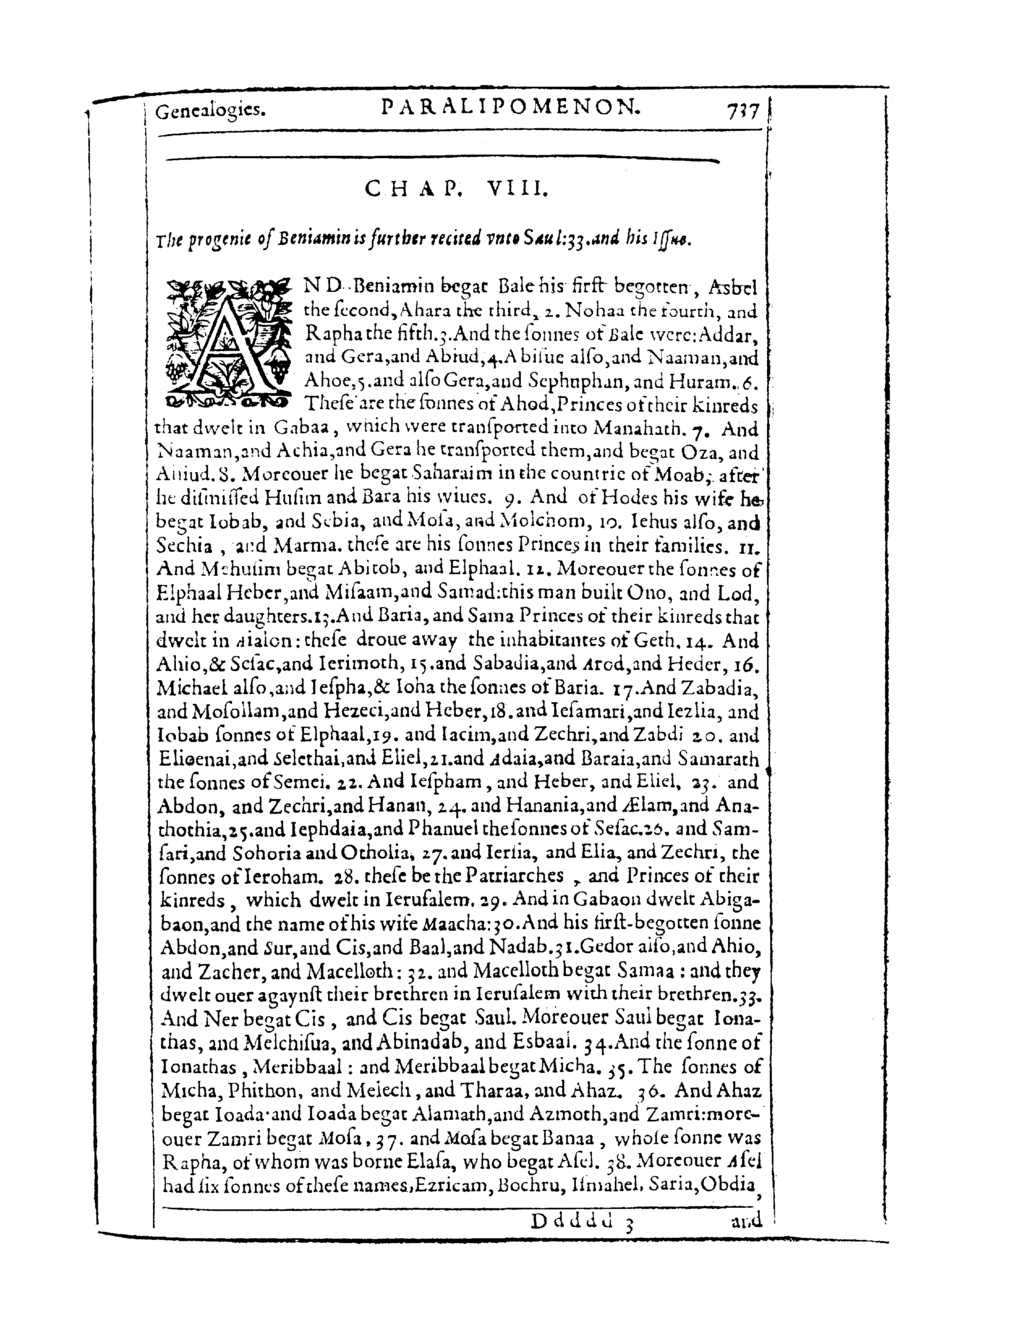 Genealogies. PARALIPOMENON. 737
CHAP. VIII.
The progenie of Beniamin is further recited vnto Saul:33.and his Iſſue.
AND Beniamin begat Bale his firſt begotten, Asbel
the ſecond, Ahara the third, 2. Nohaa the fourth, and
Rapha the fifth.3.And the ſonnes of Bale were:Addar,
and Gera,and Abiud,4.Abiſue alſo,and Naaman,and
Ahoe,5.and alſo Gera,and Sephuphan, and Huram. 6.
Theſe are the ſonnes of Ahod,Princes of their kinreds
that dwelt in Gabaa, which were tranſported into Manahath. 7. And
Naaman,and Achia,and Gera he tranſported them,and begat Oza, and
Ahiud. 8. Moreouer he begat Saharaim in the countrie of Moab, after
he diſmiſſed Huſim and Bara his wiues. 9. And of Hodes his wife he
begat Iobab, and Sebia, and Moſa, and Molchom, 10. Iehus alſo, and
Sechia, and Marma. theſe are his ſonnes Princes in their families. 11.
And Mehuſim begat Abitob, and Elphaal. 12. Moreouer the ſonnes of
Elphaal Heber,and Miſaam,and Samad:this man built Ono, and Lod,
and her daughters.13.And Baria, and Sama Princes of their kinreds that
dwelt in Aialon: theſe droue away the inhabitantes of Geth. 14. And
Ahio,& Seſac,and Ierimoth, 15.and Sabadia,and Arod,and Heder, 16.
Michael alſo,and Ieſpha,& Ioha the ſonnes of Baria. 17.And Zabadia,
and Moſollam,and Hezeci,and Heber,18.and Ieſamari,and Iezlia, and
Iobab ſonnes of Elphaal,19. and Iacim,and Zechri,and Zabdi 20. and
Elioenai,and Selethai,and Eliel,21.and Adaia,and Baraia,and Samarath
the ſonnes of Semei. 22. And Ieſpham, and Heber, and Eliel, 23. and
Abdon, and Zechri,and Hanan, 24. and Hanania,and Ælam,and Ana-
thothia,25.and Iephdaia,and Phanuel the ſonnes of Seſac.26. and Sam-
ſari,and Sohoria and Otholia, 27.and Ierſia, and Elia, and Zechri, the
ſonnes of Ieroham. 28. theſe be the Patriarches, and Princes of their
kinreds, which dwelt in Ieruſalem. 29. And in Gabaon dwelt Abiga-
baon,and the name of his wife Maacha:30.And his firſt-begotten ſonne
Abdon,and Sur,and Cis,and Baal,and Nadab.31.Gedor alſo,and Ahio,
and Zacher, and Macelloth: 32. and Macelloth begat Samaa : and they
dwelt ouer agaynſt their brethren in Ieruſalem with their brethren.33.
And Ner begat Cis, and Cis begat Saul. Moreouer Saul begat Iona-
thas, and Melchiſua, and Abinadab, and Esbaal. 34.And the ſonne of
Ionathas, Meribbaal : and Meribbaal begat Micha. 35. The ſonnes of
Micha, Phithon, and Melech, and Tharaa, and Ahaz. 36. And Ahaz
begat Ioada:and Ioada begat Alamath,and Azmoth,and Zamri:more-
ouer Zamri begat Moſa, 37. and Moſa begat Banaa, whoſe ſonne was
Rapha, of whom was borne Elaſa, who begat Aſel. 38. Moreouer Aſel
had ſix ſonnes of theſe names,Ezricam, Bochru, Iſmahel, Saria,Obdia,
Ddddd 3 and